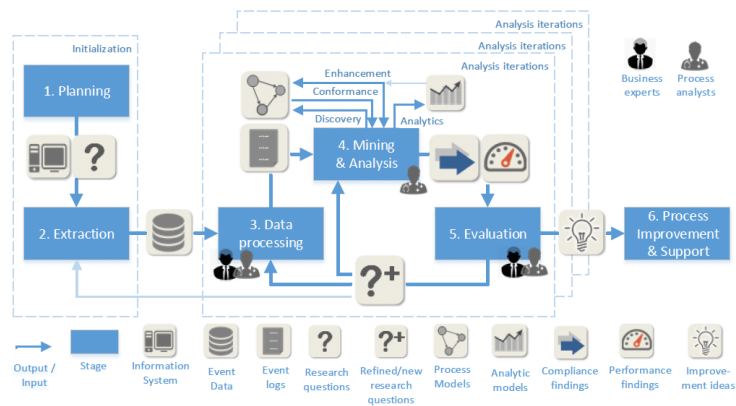 Analysis iterations
Analysis iterations
Initialization
Analysis iterations
1. Planning
Enhancement
Conformance
Discovery
Analytics
Business
experts
Process
analysts
?
4. Mining
& Analysis
2. Extraction
3. Data
processing
5. Evaluation
6. Process
Improvement
& Support
?+
?
?+
Output /
Input
Stage
Information
System
Event
Data
Event
logs
Research
questions
Refined/new
research
questions
Process
Models
Analytic
models
Compliance
findings
Performance
findings
Improve-
ment ideas